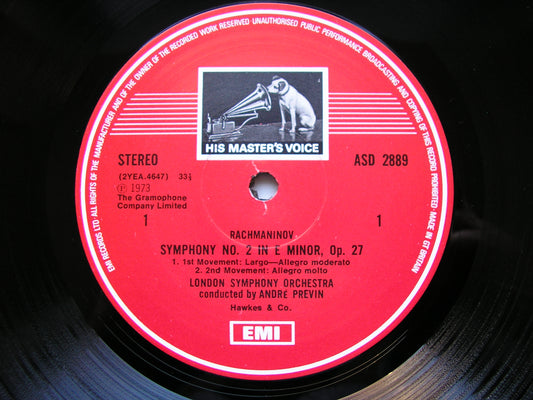 EMI RECORDS LTD ALL RIGHTS OF THE MANUFACTURER AND OF THE OWNER OF THE RECORDED WORK RESERVED UNAUTHORISED PUBLIC PERFORMANCE BROADCASTING AND COPYING OF THIS RECORD PROHIBITED MADE IN GT BRITAIN
HIS MASTER'S VOICE
STEREO ASD 2889
(2YEA.4647) 33⅓
℗ 1973
The Gramophone
Company Limited
1 1
RACHMANINOV
SYMPHONY NO. 2 IN E MINOR, Op. 27
1. 1st Movement: Largo—Allegro moderato
2. 2nd Movement: Allegro molto
LONDON SYMPHONY ORCHESTRA
conducted by ANDRÉ PREVIN
Hawkes & Co.
EMI